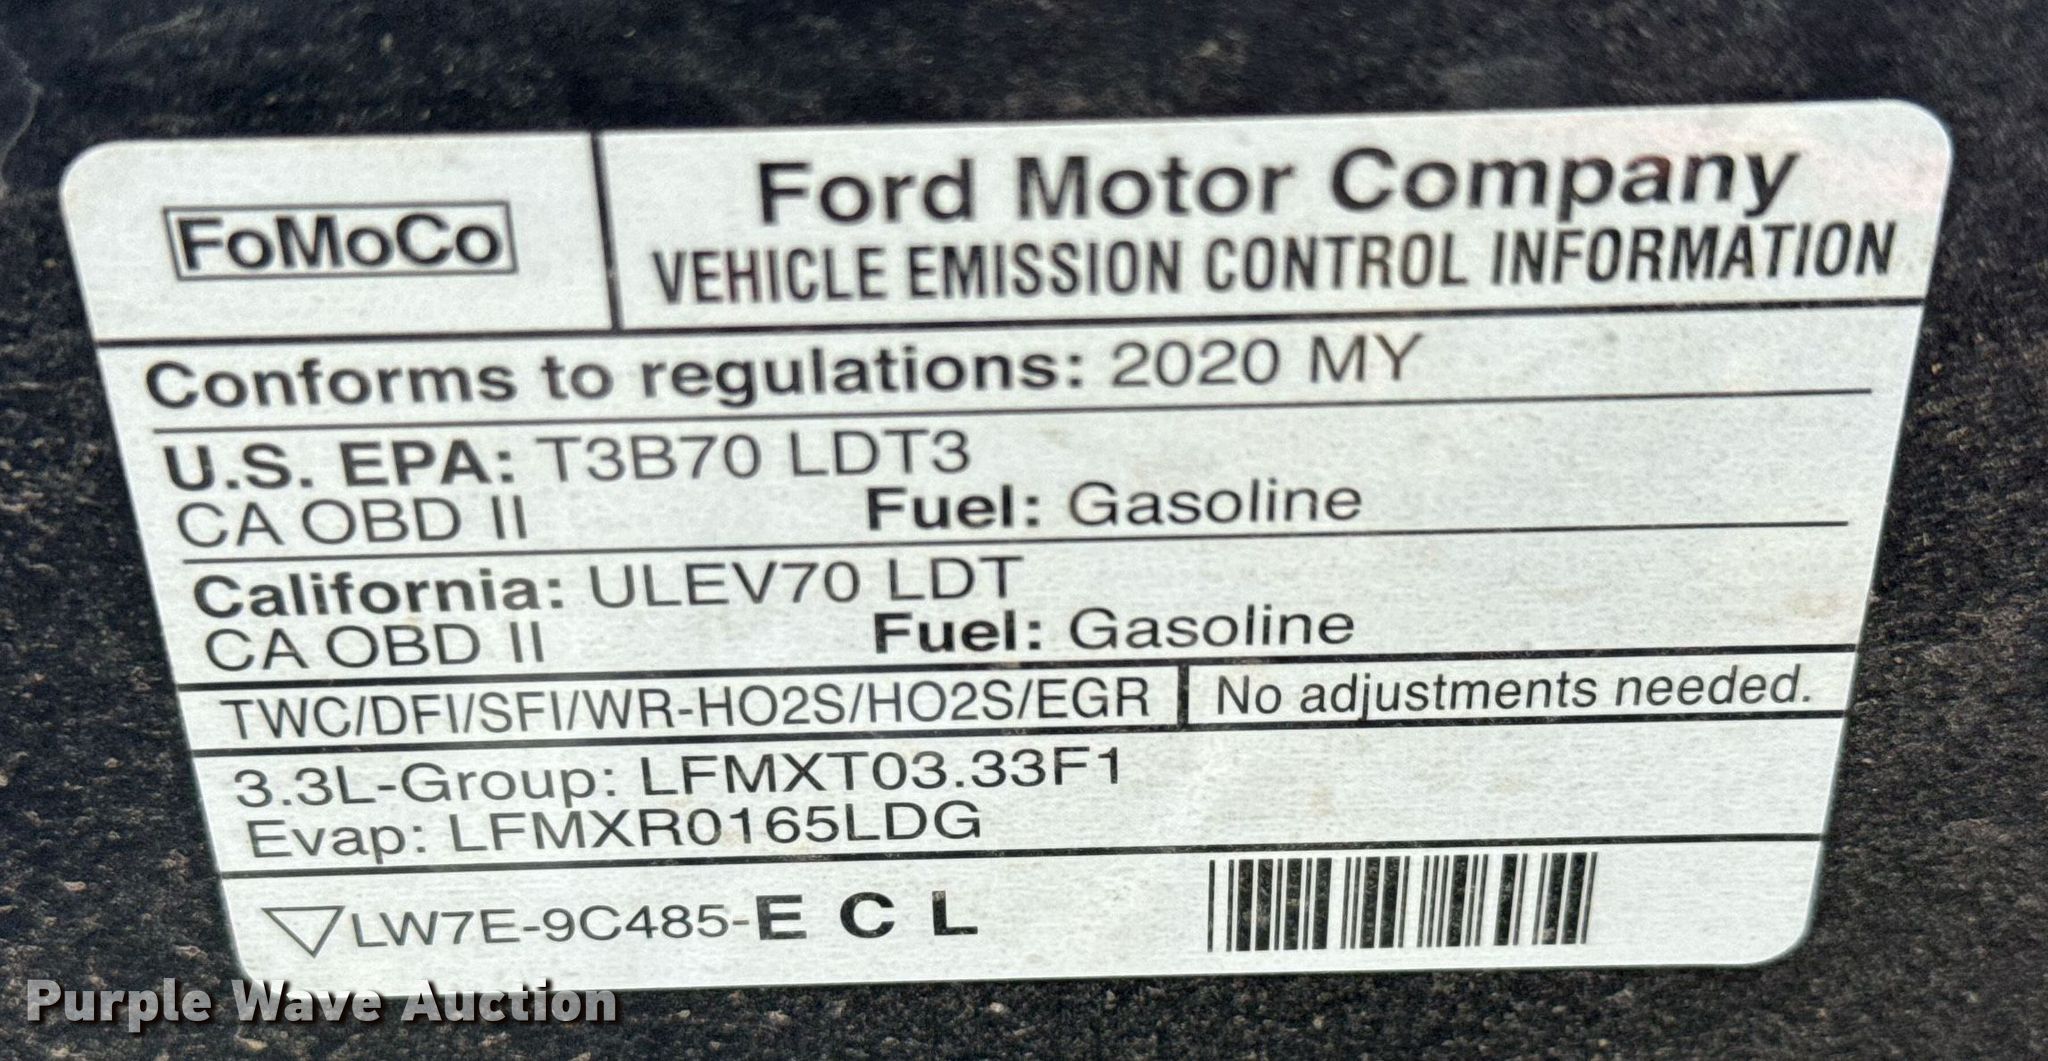 FoMoCo
Ford Motor Company
VEHICLE EMISSION CONTROL INFORMATION
Conforms to regulations: 2020 MY
U.S. EPA: T3B70 LDT3
CA OBD II Fuel: Gasoline
California: ULEV70 LDT
CA OBD II Fuel: Gasoline
TWC/DFI/SFI/WR-HO2S/HO2S/EGR No adjustments needed.
3.3L-Group: LFMXT03.33F1
Evap: LFMXR0165LDG
LW7E-9C485-E C L
Purple Wave Auction